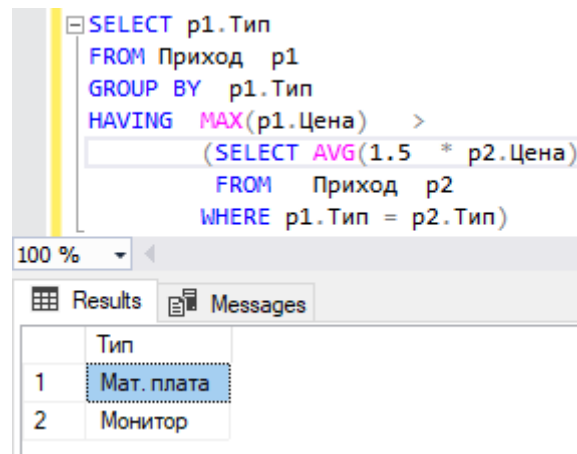 SELECT p1.Тип
FROM Приход p1
GROUP BY p1.Тип
HAVING MAX(p1.Цена) >
(SELECT AVG(1.5 * p2.Цена)
FROM Приход p2
WHERE p1.Тип = p2.Тип)
100 %
Results Messages
Тип
1 Мат. плата
2 Монитор